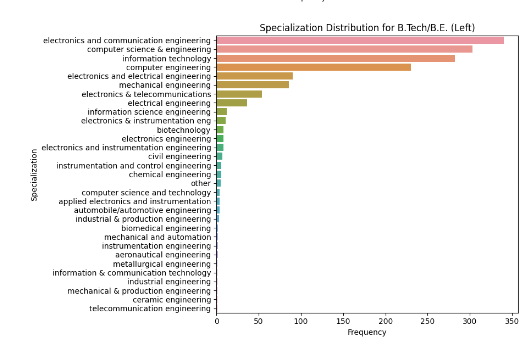 Specialization Distribution for B.Tech/B.E. (Left)
electronics and communication engineering
computer science & engineering
information technology
computer engineering
electronics and electrical engineering
mechanical engineering
electronics & telecommunications
electrical engineering
information science engineering
electronics & instrumentation eng
biotechnology
electronics engineering
electronics and instrumentation engineering
civil engineering
instrumentation and control engineering
chemical engineering
other
computer science and technology
applied electronics and instrumentation
automobile/automotive engineering
industrial & production engineering
biomedical engineering
mechanical and automation
instrumentation engineering
aeronautical engineering
metallurgical engineering
information & communication technology
industrial engineering
mechanical & production engineering
ceramic engineering
telecommunication engineering
Specialization
0 50 100 150 200 250 300 350
Frequency